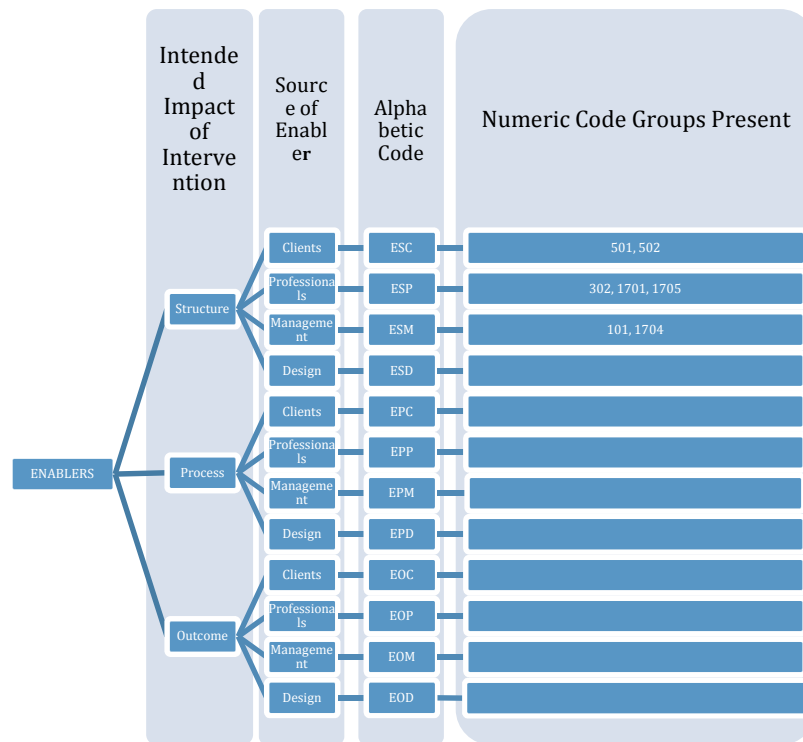 Intende
d
Impact
of
Interve
ntion
Sourc
e of
Enabl
er
Alpha
betic
Code
Numeric Code Groups Present
ENABLERS
Structure
Clients
ESC
501, 502
Professiona
ls
ESP
302, 1701, 1705
Manageme
nt
ESM
101, 1704
Design
ESD
Process
Clients
EPC
Professiona
ls
EPP
Manageme
nt
EPM
Design
EPD
Outcome
Clients
EOC
Professiona
ls
EOP
Manageme
nt
EOM
Design
EOD